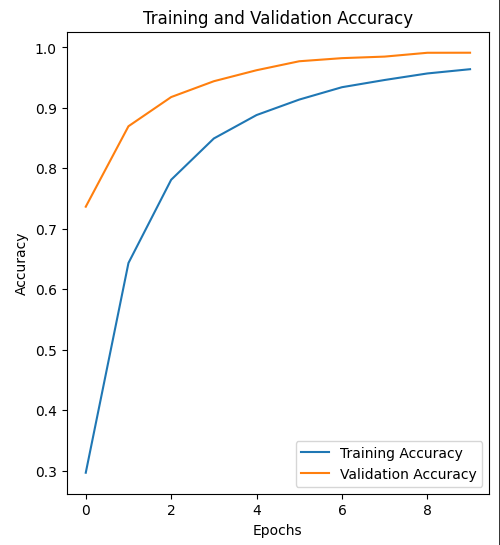 Training and Validation Accuracy
Accuracy
1.0
0.9
0.8
0.7
0.6
0.5
0.4
0.3
Training Accuracy
Validation Accuracy
0 2 4 6 8
Epochs